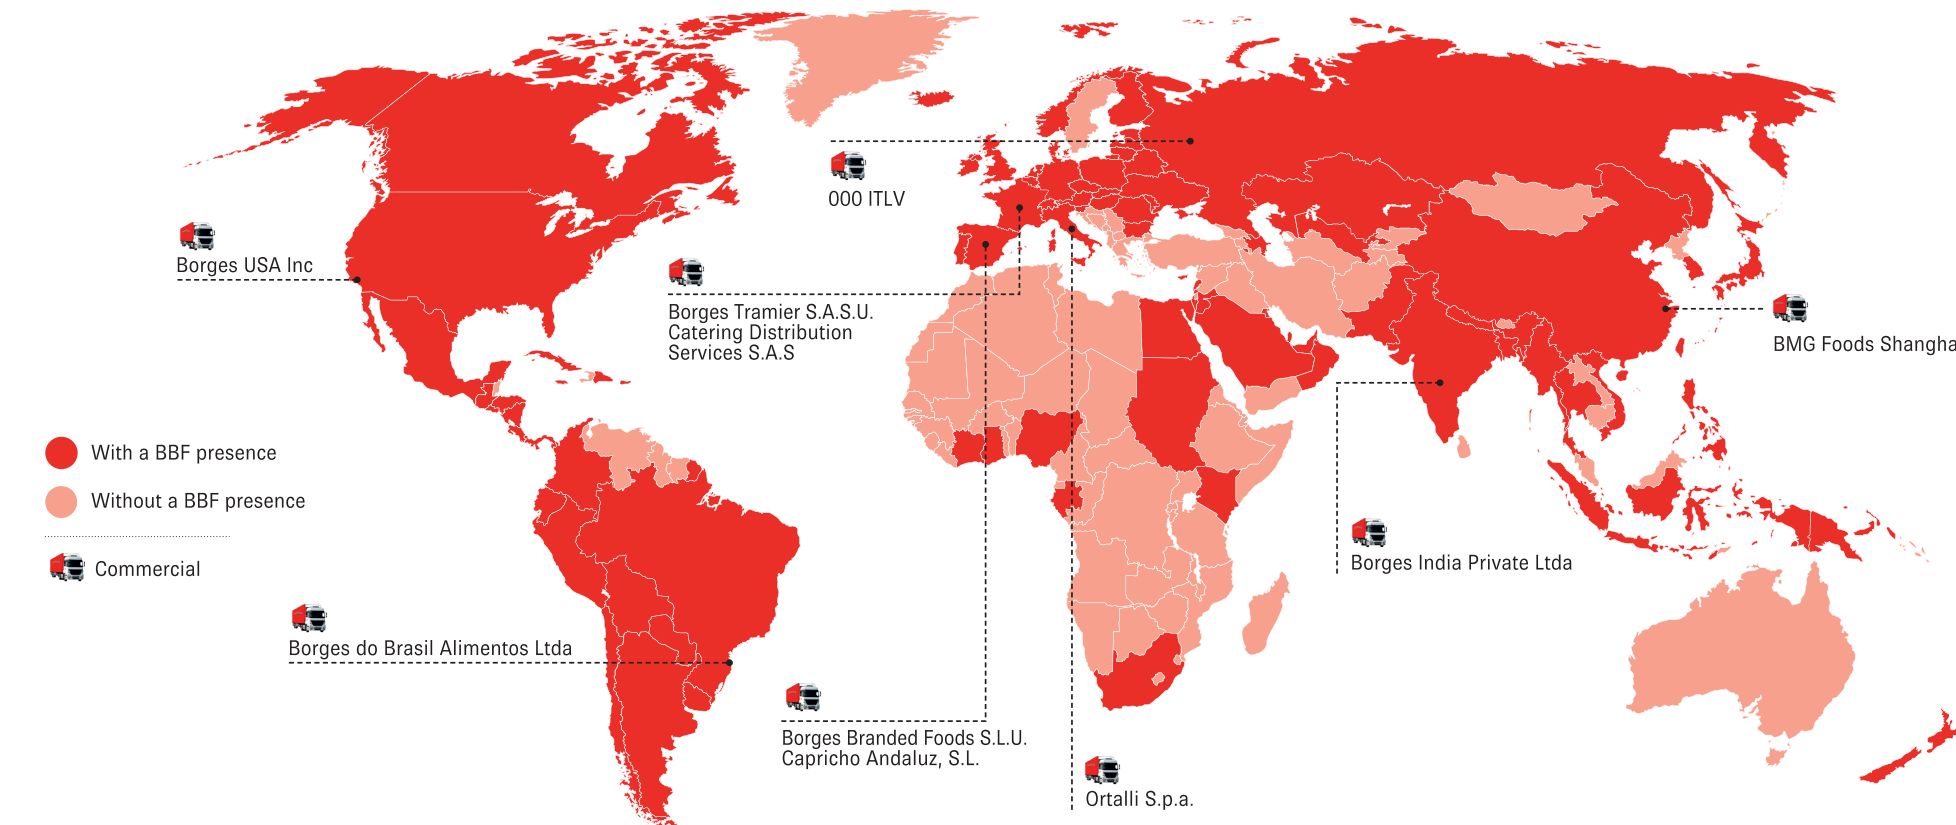 000 ITLV
Borges USA Inc
Borges Tramier S.A.S.U.
Catering Distribution
Services S.A.S
BMG Foods Shangha
With a BBF presence
Without a BBF presence
Commercial
Borges India Private Ltda
Borges do Brasil Alimentos Ltda
Borges Branded Foods S.L.U.
Capricho Andaluz, S.L.
Ortalli S.p.a.